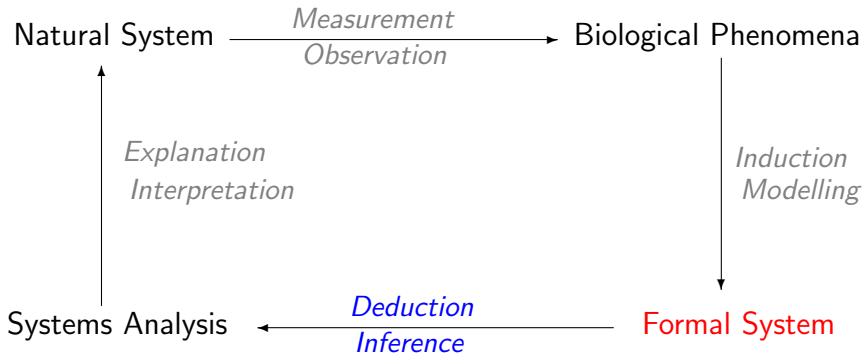 Natural System
Measurement
Observation
Biological Phenomena
Explanation
Interpretation
Induction
Modelling
Systems Analysis
Deduction
Inference
Formal System